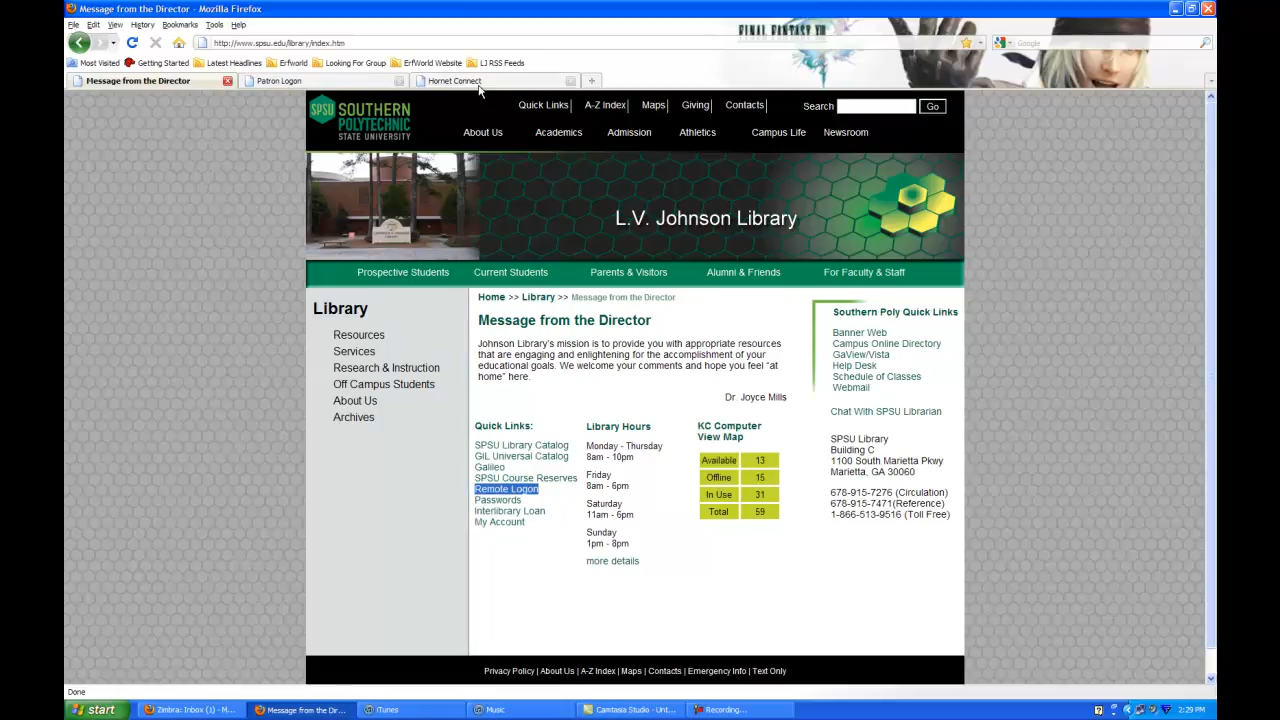 Message from the Director - Mozilla Firefox
File Edit View History Bookmarks Tools Help
http://www.spsu.edu/library/index.htm
FINAL FANTASY XIII
Google
Most Visited Getting Started Latest Headlines Erfworld Looking For Group ErfWorld Website LJ RSS Feeds
Message from the Director Patron Logon Hornet Connect
SPSU SOUTHERN POLYTECHNIC STATE UNIVERSITY
Quick Links A-Z Index Maps Giving Contacts Search Go
About Us Academics Admission Athletics Campus Life Newsroom
L.V. Johnson Library
Prospective Students Current Students Parents & Visitors Alumni & Friends For Faculty & Staff
Library
Resources
Services
Research & Instruction
Off Campus Students
About Us
Archives
Home >> Library >> Message from the Director
Message from the Director
Johnson Library's mission is to provide you with appropriate resources
that are engaging and enlightening for the accomplishment of your
educational goals. We welcome your comments and hope you feel “at
home” here.
Dr. Joyce Mills
Quick Links:
SPSU Library Catalog
GIL Universal Catalog
Galileo
SPSU Course Reserves
Remote Logon
Passwords
Interlibrary Loan
My Account
Library Hours
Monday - Thursday
8am - 10pm
Friday
8am - 6pm
Saturday
11am - 6pm
Sunday
1pm - 8pm
more details
KC Computer
View Map
Available 13
Offline 15
In Use 31
Total 59
Southern Poly Quick Links
Banner Web
Campus Online Directory
GaView/Vista
Help Desk
Schedule of Classes
Webmail
Chat With SPSU Librarian
SPSU Library
Building C
1100 South Marietta Pkwy
Marietta, GA 30060
678-915-7276 (Circulation)
678-915-7471(Reference)
1-866-513-9516 (Toll Free)
Privacy Policy | About Us | A-Z Index | Maps | Contacts | Emergency Info | Text Only
Done
start Zimbra: Inbox (1) - M... Message from the Dir... iTunes Music Camtasia Studio - Unt... Recording... 2:29 PM